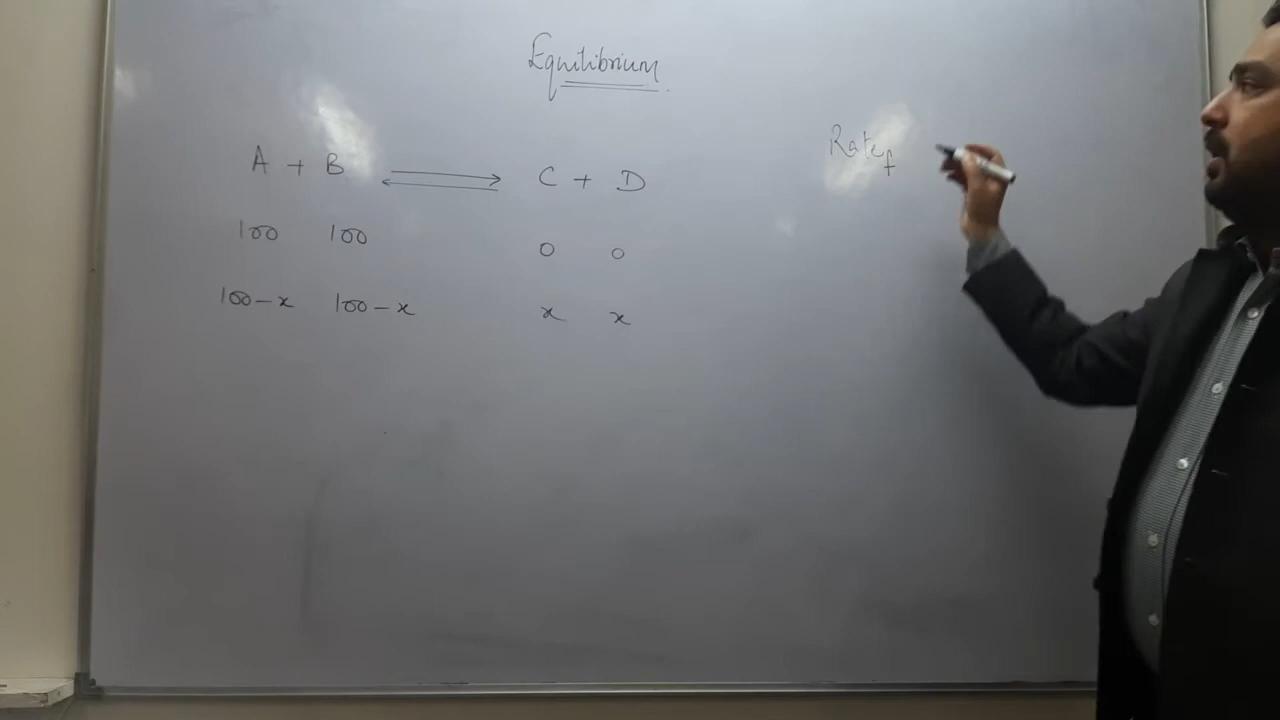 Equilibrium
A + B ⇌ C + D
100 100 0 0
100-x 100-x x x
Rate_f